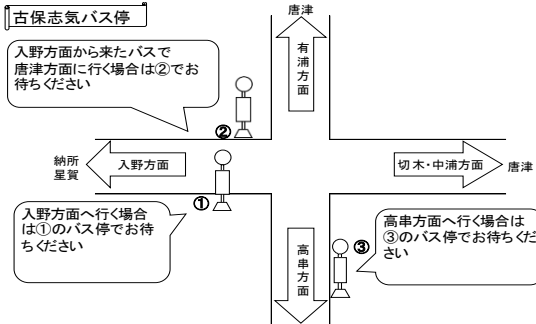 古保志気バス停
唐津
入野方面から来たバスで
唐津方面に行く場合は②でお
待ちください
有浦方面
②
納所
星賀
入野方面
切木・中浦方面
唐津
①
入野方面へ行く場合
は①のバス停でお待
ちください
高串方面
③
高串方面へ行く場合は
③のバス停でお待ちくだ
さい